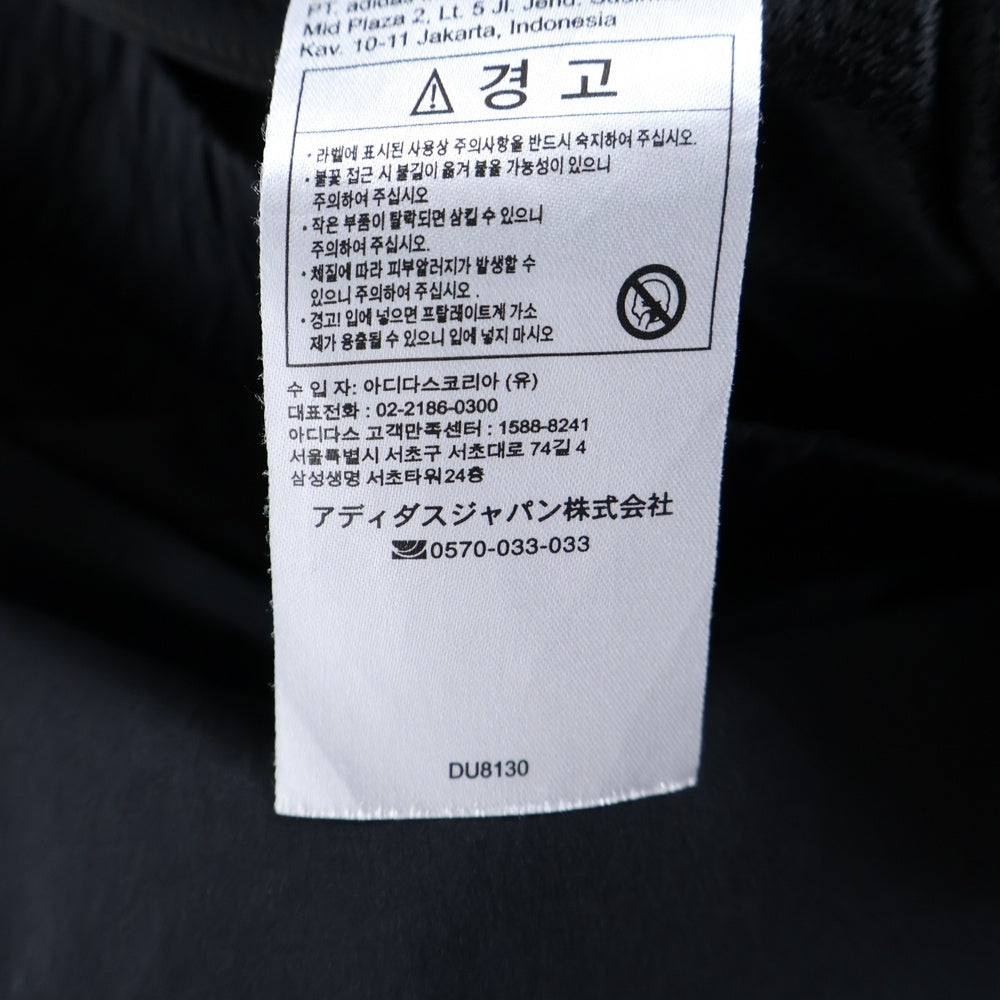 PT. adidas
Mid Plaza 2, Lt. 5 Jl. Jend.
Kav. 10-11 Jakarta, Indonesia
⚠ 경 고
· 라벨에 표시된 사용상 주의사항을 반드시 숙지하여 주십시오.
· 불꽃 접근 시 불길이 옮겨 붙을 가능성이 있으니
주의하여 주십시오
· 작은 부품이 탈락되면 삼킬 수 있으니
주의하여 주십시오.
· 체질에 따라 피부알러지가 발생할 수
있으니 주의하여 주십시오 .
· 경고! 입에 넣으면 프탈레이트계 가소
제가 용출될 수 있으니 입에 넣지 마시오
수 입 자: 아디다스코리아 (유)
대표전화 : 02-2186-0300
아디다스 고객만족센터 : 1588-8241
서울특별시 서초구 서초대로 74길 4
삼성생명 서초타워24층
アディダスジャパン株式会社
0570-033-033
DU8130